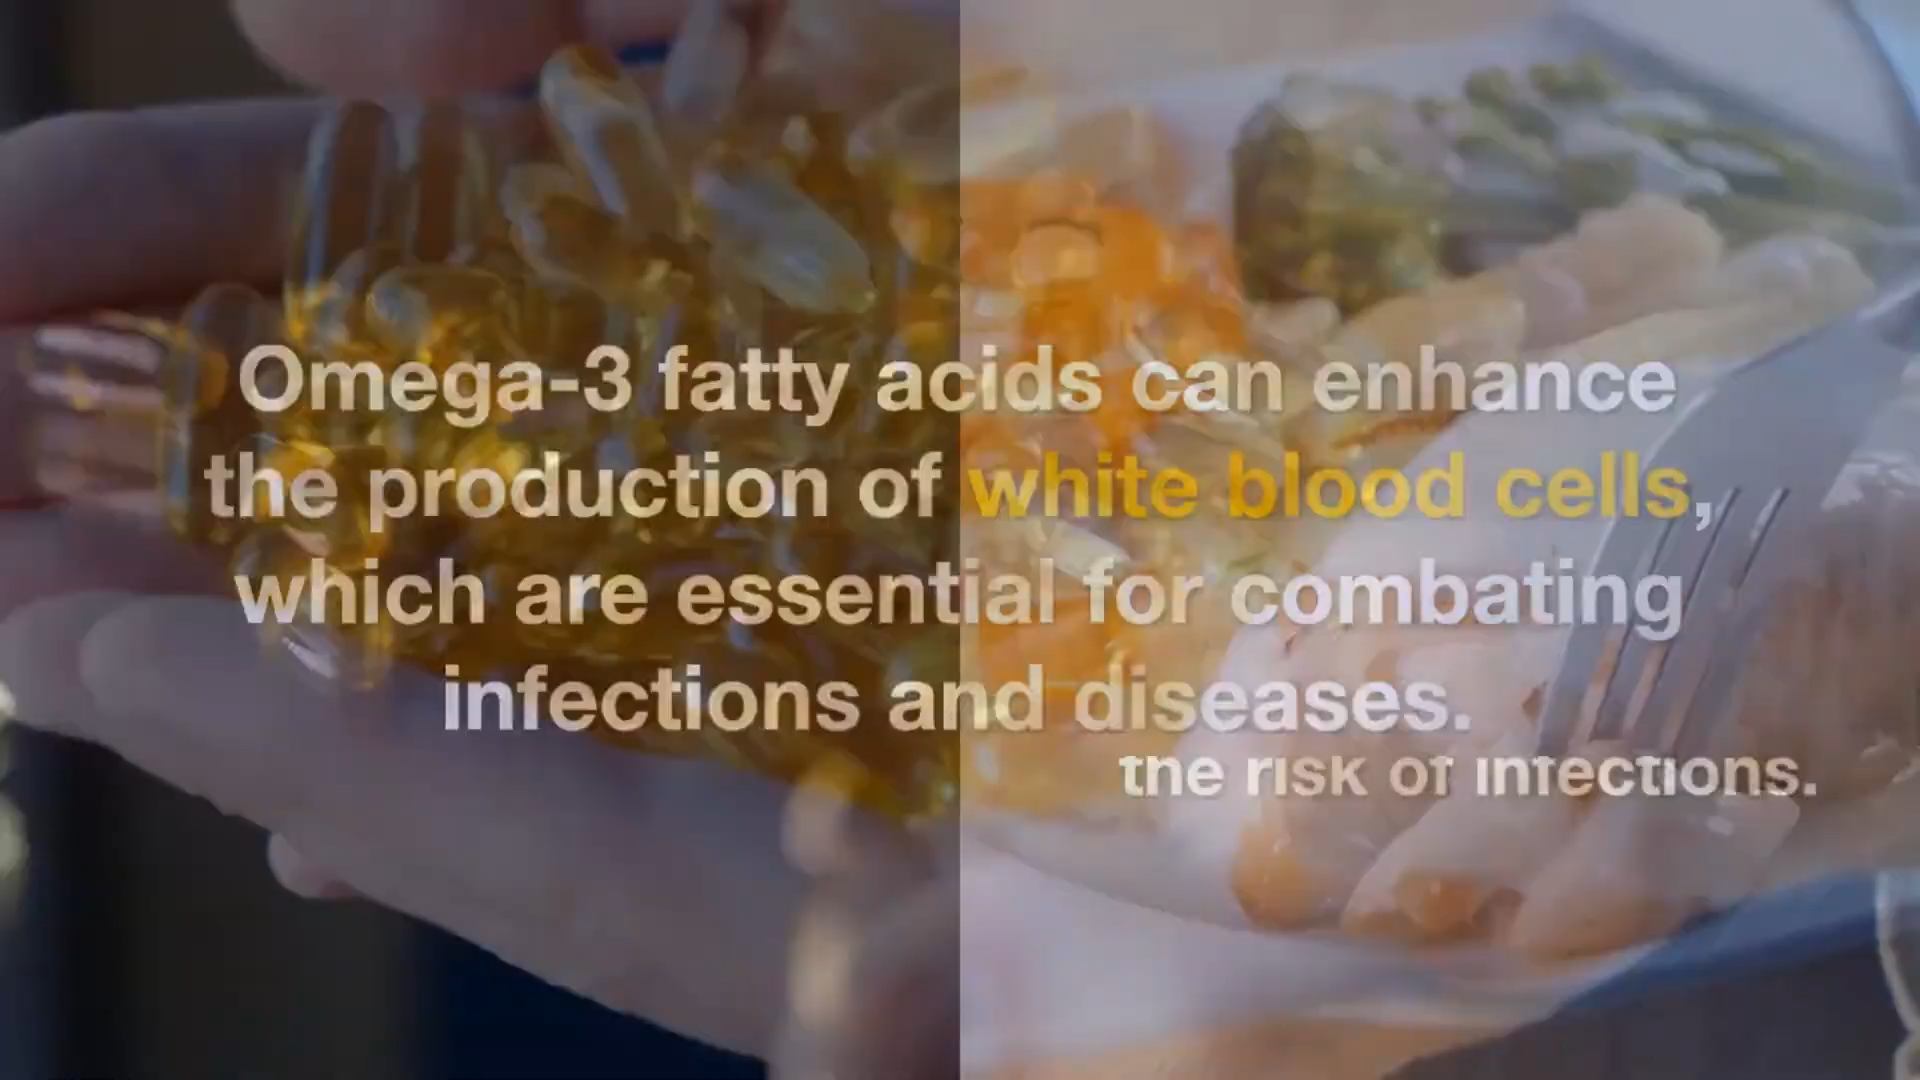 Omega-3 fatty acids can enhance
the production of white blood cells,
which are essential for combating
infections and diseases.
the risk of infections.